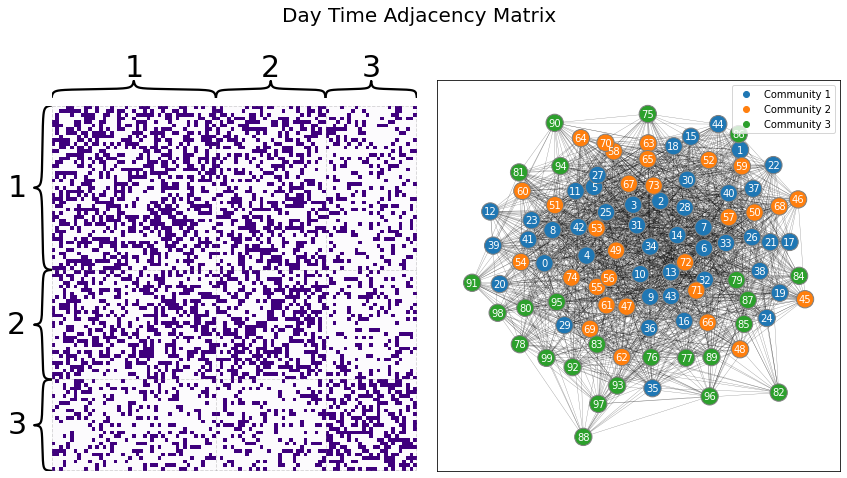 Day Time Adjacency Matrix
1 2 3
1
2
3
Community 1
Community 2
Community 3
75
90 44
64 15 66
70 63 18 1
58
94 65 52 59 22
81 27
60 11 5 67 73 30 40 37
51 3 2 28 68 46
12 25 57 50
23 42 53 31 7
41 8 14 33 26 21 17
39 34 6
54 0 4 49 72
74 56 10 13 32 79 38 84
91 20 55 71
95 61 47 9 43 87 19 45
98 80
29 69 36 16 66 85 24
78 83
99 62 76 77 89 48
92
93 35
97 96 82
88